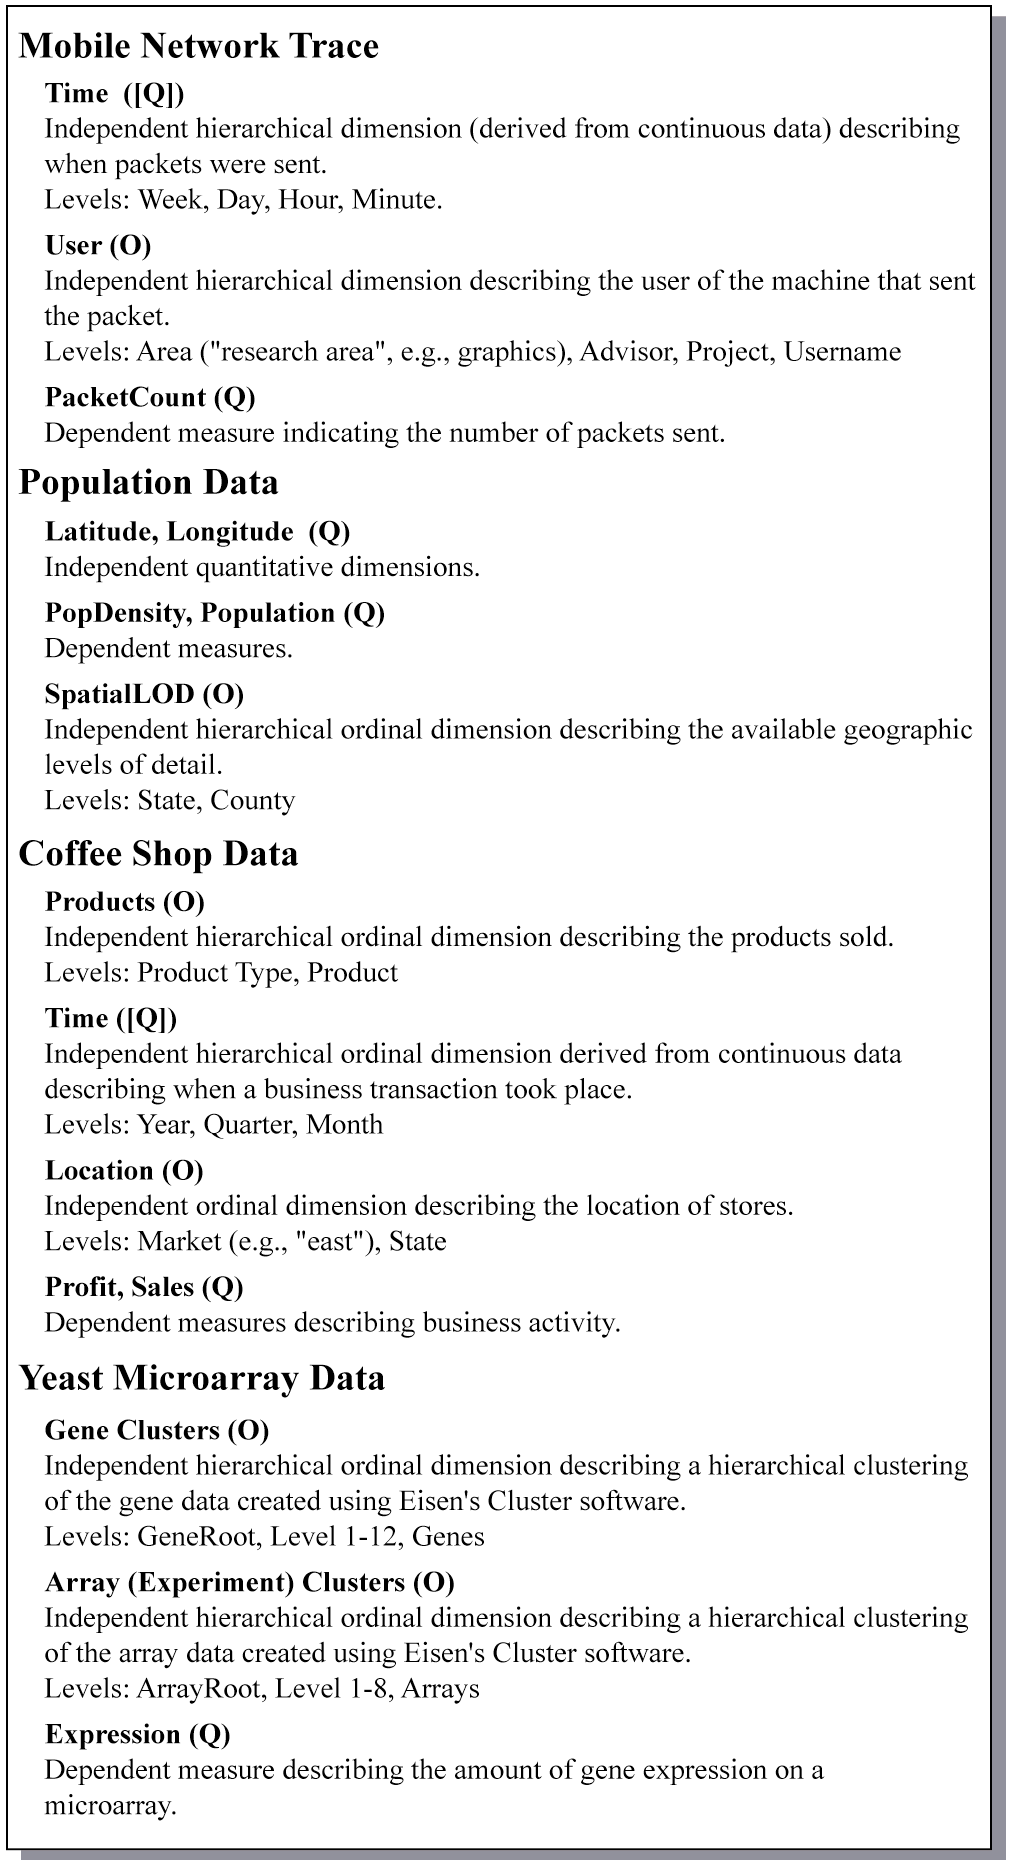 Mobile Network Trace
Time  ([Q])
Independent hierarchical dimension (derived from continuous data) describing
when packets were sent.
Levels: Week, Day, Hour, Minute.
User (O)
Independent hierarchical dimension describing the user of the machine that sent
the packet.
Levels: Area ("research area", e.g., graphics), Advisor, Project, Username
PacketCount (Q)
Dependent measure indicating the number of packets sent.
Population Data
Latitude, Longitude  (Q)
Independent quantitative dimensions.
PopDensity, Population (Q)
Dependent measures.
SpatialLOD (O)
Independent hierarchical ordinal dimension describing the available geographic
levels of detail.
Levels: State, County
Coffee Shop Data
Products (O)
Independent hierarchical ordinal dimension describing the products sold.
Levels: Product Type, Product
Time ([Q])
Independent hierarchical ordinal dimension derived from continuous data
describing when a business transaction took place.
Levels: Year, Quarter, Month
Location (O)
Independent ordinal dimension describing the location of stores.
Levels: Market (e.g., "east"), State
Profit, Sales (Q)
Dependent measures describing business activity.
Yeast Microarray Data
Gene Clusters (O)
Independent hierarchical ordinal dimension describing a hierarchical clustering
of the gene data created using Eisen's Cluster software.
Levels: GeneRoot, Level 1-12, Genes
Array (Experiment) Clusters (O)
Independent hierarchical ordinal dimension describing a hierarchical clustering
of the array data created using Eisen's Cluster software.
Levels: ArrayRoot, Level 1-8, Arrays
Expression (Q)
Dependent measure describing the amount of gene expression on a
microarray.